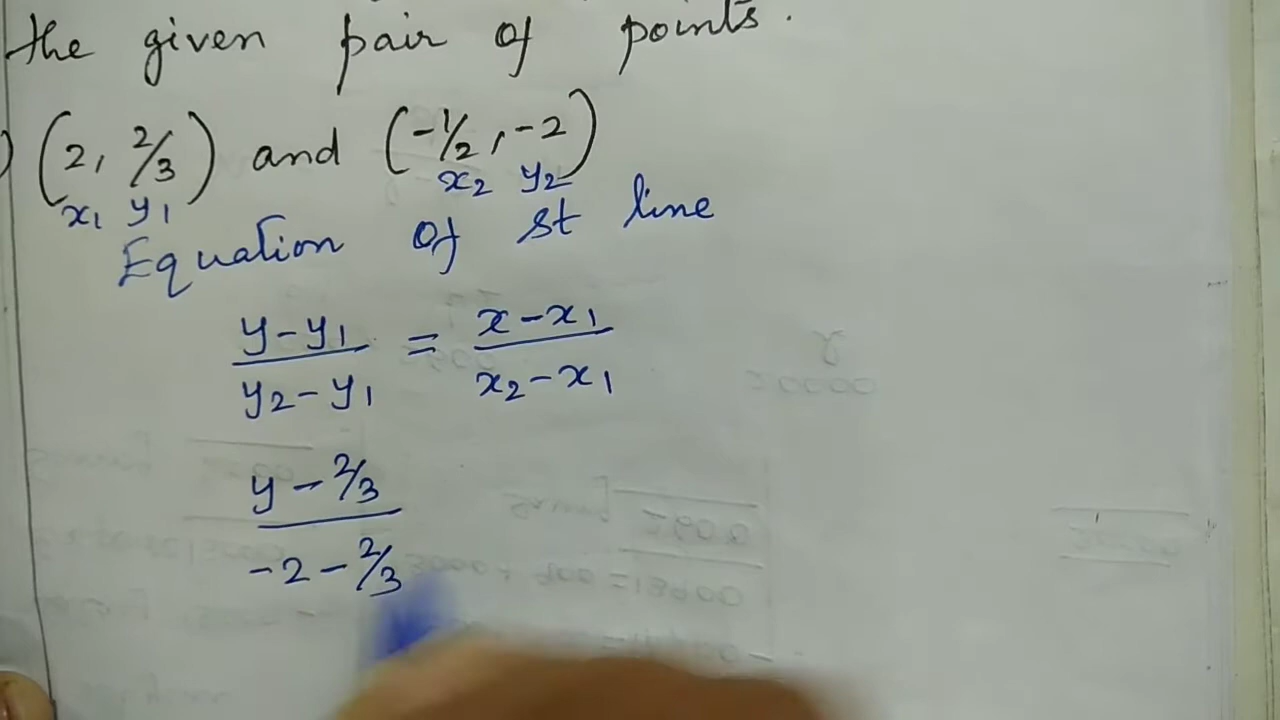 the given pair of points.
) (2, 2/3) and (-1/2, -2)
x1 y1 x2 y2
Equation of st line
y-y1 / y2-y1 = x-x1 / x2-x1
y-2/3 / -2-2/3